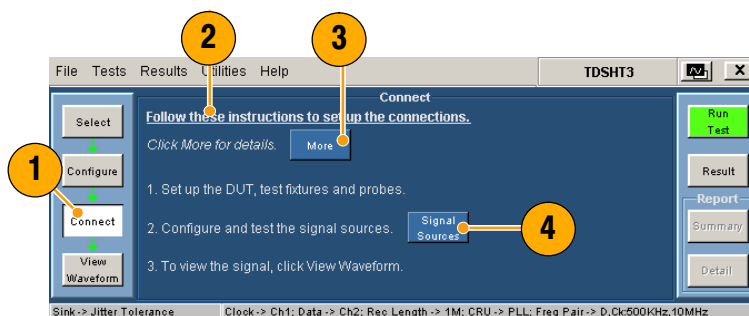 2
3
File Tests Results Utilities Help
TDSHT3
X
Connect
Select
Follow these instructions to set up the connections.
Run
Test
Click More for details.
More
1
Configure
Result
1. Set up the DUT, test fixtures and probes.
Report
Connect
2. Configure and test the signal sources.
Signal
Sources
4
Summary
View
Waveform
3. To view the signal, click View Waveform.
Detail
Sink -> Jitter Tolerance
Clock -> Ch1; Data -> Ch2; Rec Length -> 1M; CRU -> PLL; Freq Pair -> D,Ck:500KHz,10MHz